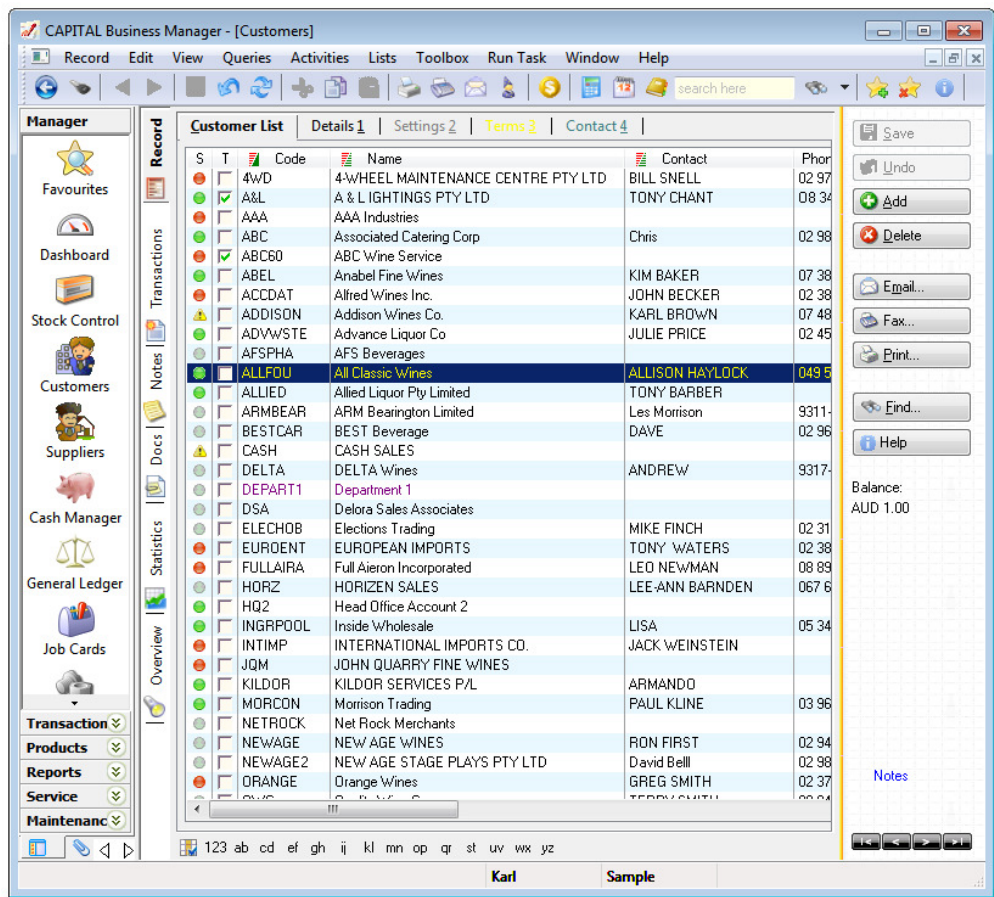 CAPITAL Business Manager - [Customers]
Record Edit View Queries Activities Lists Toolbox Run Task Window Help
search here
Manager
Favourites
Dashboard
Stock Control
Customers
Suppliers
Cash Manager
General Ledger
Job Cards
Transaction
Products
Reports
Service
Maintenanc
Record
Transactions
Notes
Docs
Statistics
Overview
Customer List Details 1 Settings 2 Terms 3 Contact 4
S T Code Name Contact Phor
4WD 4-WHEEL MAINTENANCE CENTRE PTY LTD BILL SNELL 02 97
A&L A & L IGHTINGS PTY LTD TONY CHANT 08 34
AAA AAA Industries
ABC Associated Catering Corp Chris 02 98
ABC60 ABC Wine Service
ABEL Anabel Fine Wines KIM BAKER 07 38
ACCDAT Alfred Wines Inc. JOHN BECKER 02 38
ADDISON Addison Wines Co. KARL BROWN 07 48
ADVWSTE Advance Liquor Co JULIE PRICE 02 45
AFSPHA AFS Beverages
ALLFOU All Classic Wines ALLISON HAYLOCK 049 5
ALLIED Allied Liquor Pty Limited TONY BARBER
ARMBEAR ARM Bearington Limited Les Morrison 9311-
BESTCAR BEST Beverage DAVE 02 96
CASH CASH SALES
DELTA DELTA Wines ANDREW 9317-
DEPART1 Department 1
DSA Delora Sales Associates
ELECHOB Elections Trading MIKE FINCH 02 31
EUROENT EUROPEAN IMPORTS TONY WATERS 02 38
FULLAIRA Full Aieron Incorporated LEO NEWMAN 08 89
HORZ HORIZEN SALES LEE-ANN BARNDEN 067 6
HQ2 Head Office Account 2
INGRPOOL Inside Wholesale LISA 05 34
INTIMP INTERNATIONAL IMPORTS CO. JACK WEINSTEIN
JQM JOHN QUARRY FINE WINES
KILDOR KILDOR SERVICES P/L ARMANDO
MORCON Morrison Trading PAUL KLINE 03 96
NETROCK Net Rock Merchants
NEWAGE NEW AGE WINES RON FIRST 02 94
NEWAGE2 NEW AGE STAGE PLAYS PTY LTD David Belll 02 98
ORANGE Orange Wines GREG SMITH 02 37
123 ab cd ef gh ij kl mn op qr st uv wx yz
Save
Undo
Add
Delete
Email...
Fax...
Print...
Find...
Help
Balance:
AUD 1.00
Notes
Karl Sample